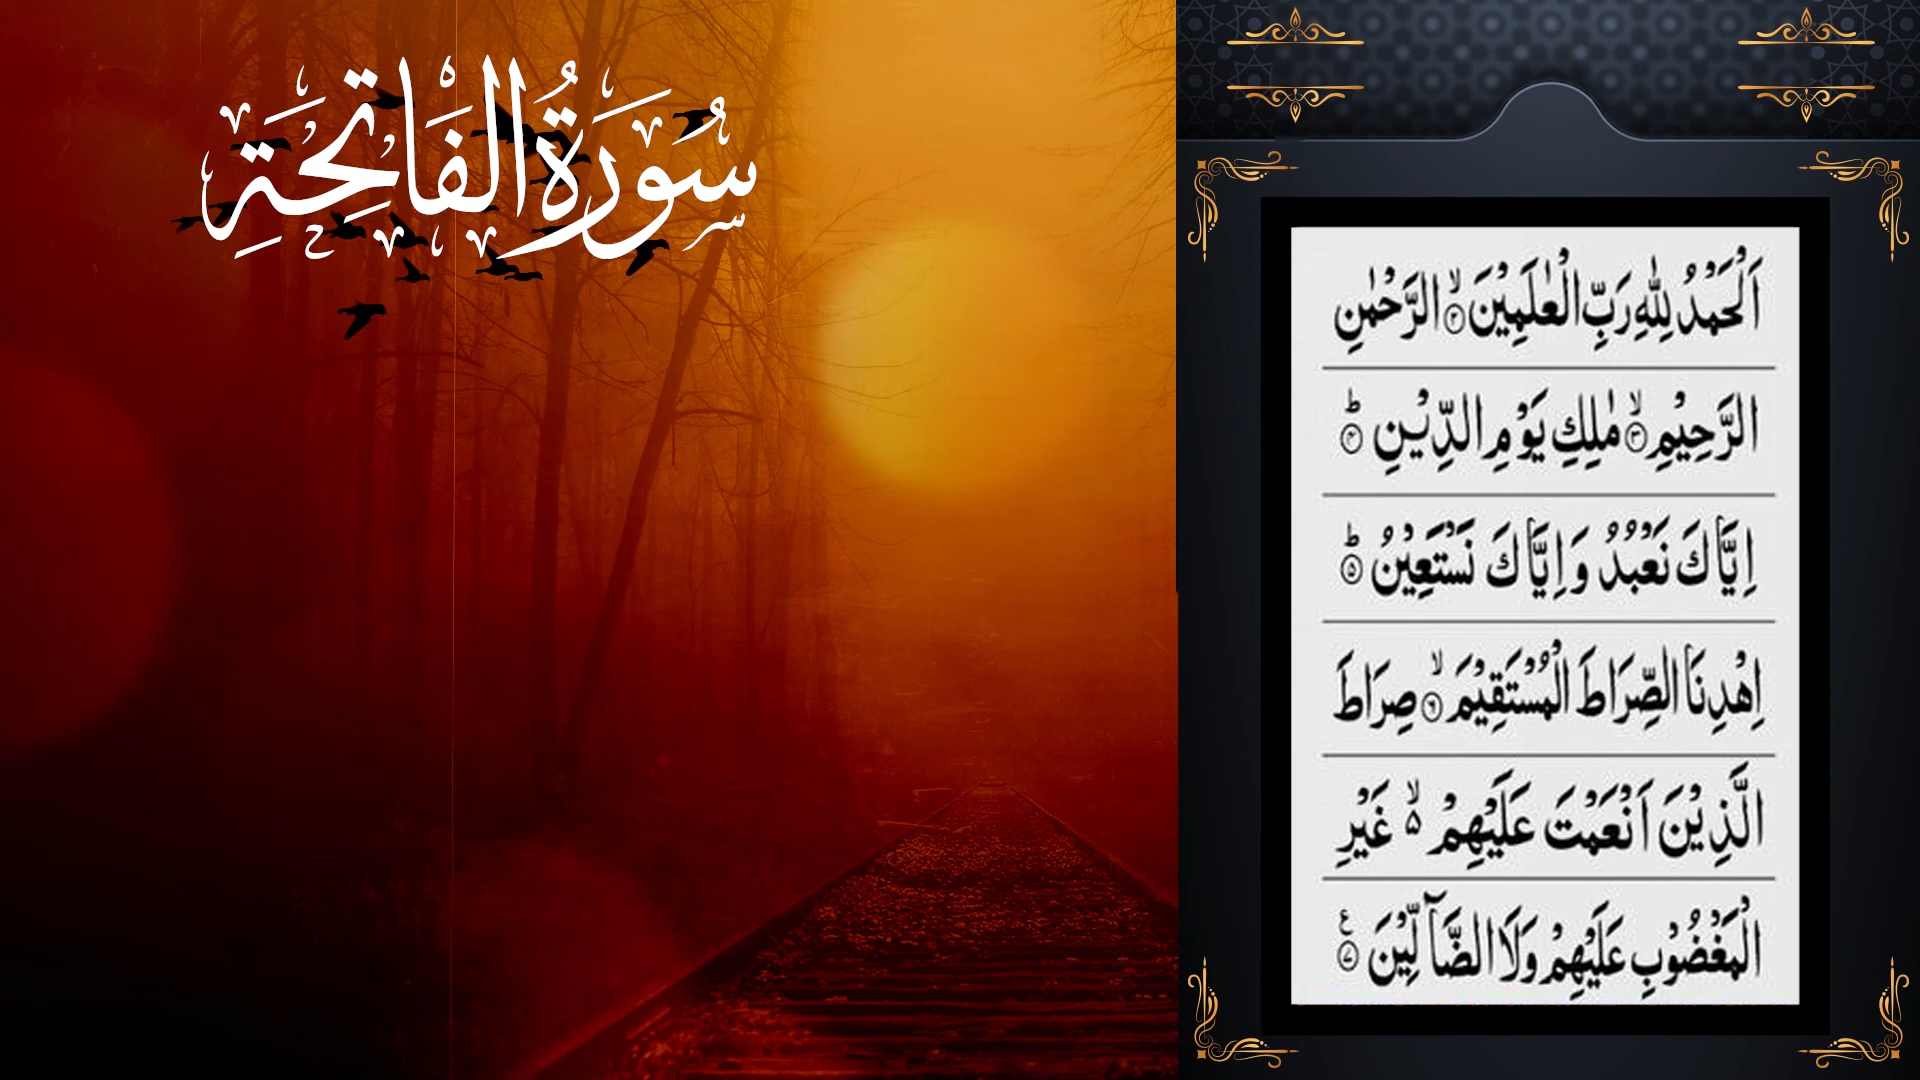 سُورَةُ الفَاتِحَةِ
اَلْحَمْدُ لِلّٰهِ رَبِّ الْعٰلَمِيْنَ ۙ﴿۲﴾ الرَّحْمٰنِ
الرَّحِيْمِ ۙ﴿۳﴾ مٰلِكِ يَوْمِ الدِّيْنِ ؕ﴿۴﴾
اِيَّاكَ نَعْبُدُ وَ اِيَّاكَ نَسْتَعِيْنُ ؕ﴿۵﴾
اِهْدِنَا الصِّرَاطَ الْمُسْتَقِيْمَ ۙ﴿۶﴾ صِرَاطَ
الَّذِيْنَ اَنْعَمْتَ عَلَيْهِمْ ۙ۵ غَيْرِ
الْمَغْضُوْبِ عَلَيْهِمْ وَلَا الضَّآلِّيْنَ ﴿۷﴾ع